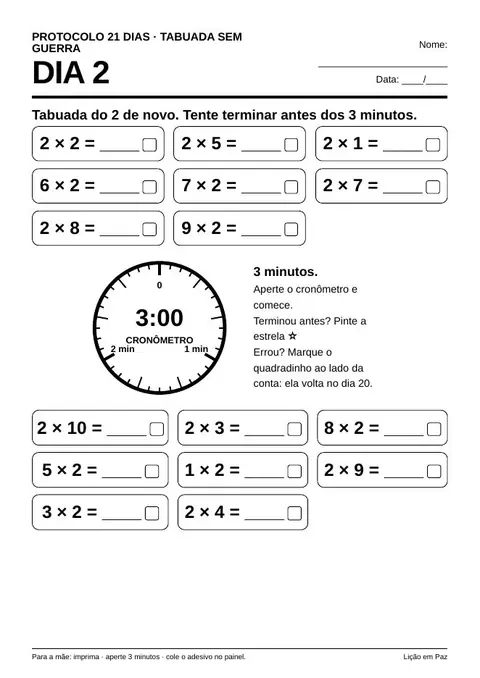 PROTOCOLO 21 DIAS · TABUADA SEM
GUERRA
DIA 2
Nome:
Data: ____/____
Tabuada do 2 de novo. Tente terminar antes dos 3 minutos.
2 × 2 = ____ 2 × 5 = ____ 2 × 1 = ____
6 × 2 = ____ 7 × 2 = ____ 2 × 7 = ____
2 × 8 = ____ 9 × 2 = ____
0
3:00
CRONÔMETRO
2 min 1 min
3 minutos.
Aperte o cronômetro e
comece.
Terminou antes? Pinte a
estrela ☆
Errou? Marque o
quadradinho ao lado da
conta: ela volta no dia 20.
2 × 10 = ____ 2 × 3 = ____ 8 × 2 = ____
5 × 2 = ____ 1 × 2 = ____ 2 × 9 = ____
3 × 2 = ____ 2 × 4 = ____
Para a mãe: imprima · aperte 3 minutos · cole o adesivo no painel. Lição em Paz